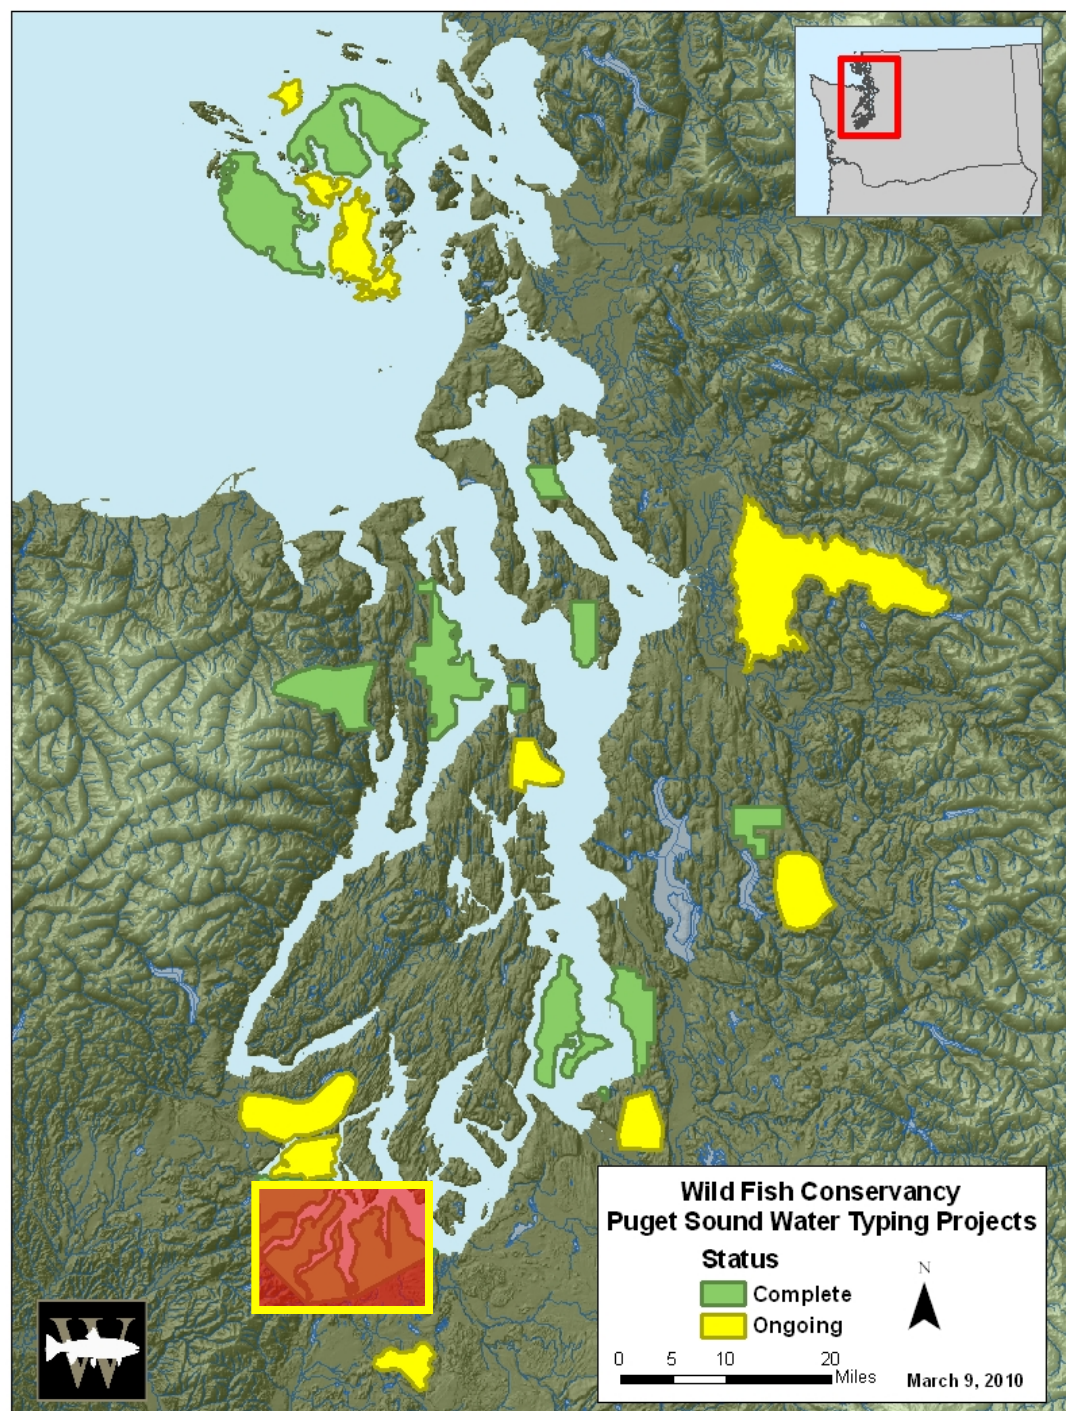 Wild Fish Conservancy
Puget Sound Water Typing Projects
Status
Complete
Ongoing
N
0 5 10 20
Miles
March 9, 2010
W